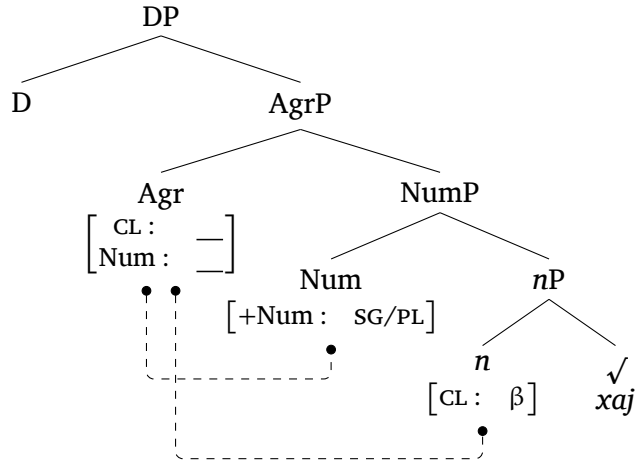 DP
D AgrP
Agr NumP
[CL : __
Num : __]
Num nP
[+Num : SG/PL]
n √
[CL : β] xaj